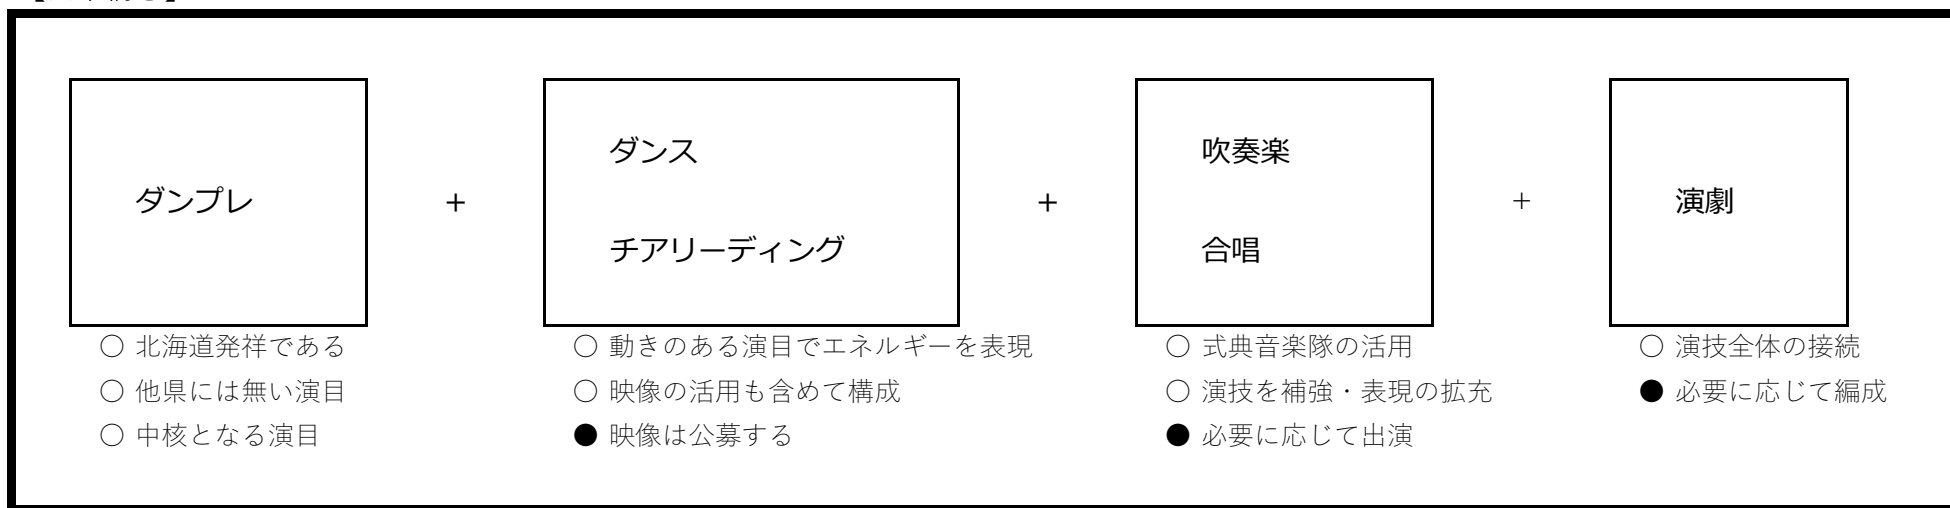 ダンプレ
+
ダンス
チアリーディング
+
吹奏楽
合唱
+
演劇
○ 北海道発祥である
○ 他県には無い演目
○ 中核となる演目
○ 動きのある演目でエネルギーを表現
○ 映像の活用も含めて構成
● 映像は公募する
○ 式典音楽隊の活用
○ 演技を補強・表現の拡充
● 必要に応じて出演
○ 演技全体の接続
● 必要に応じて編成